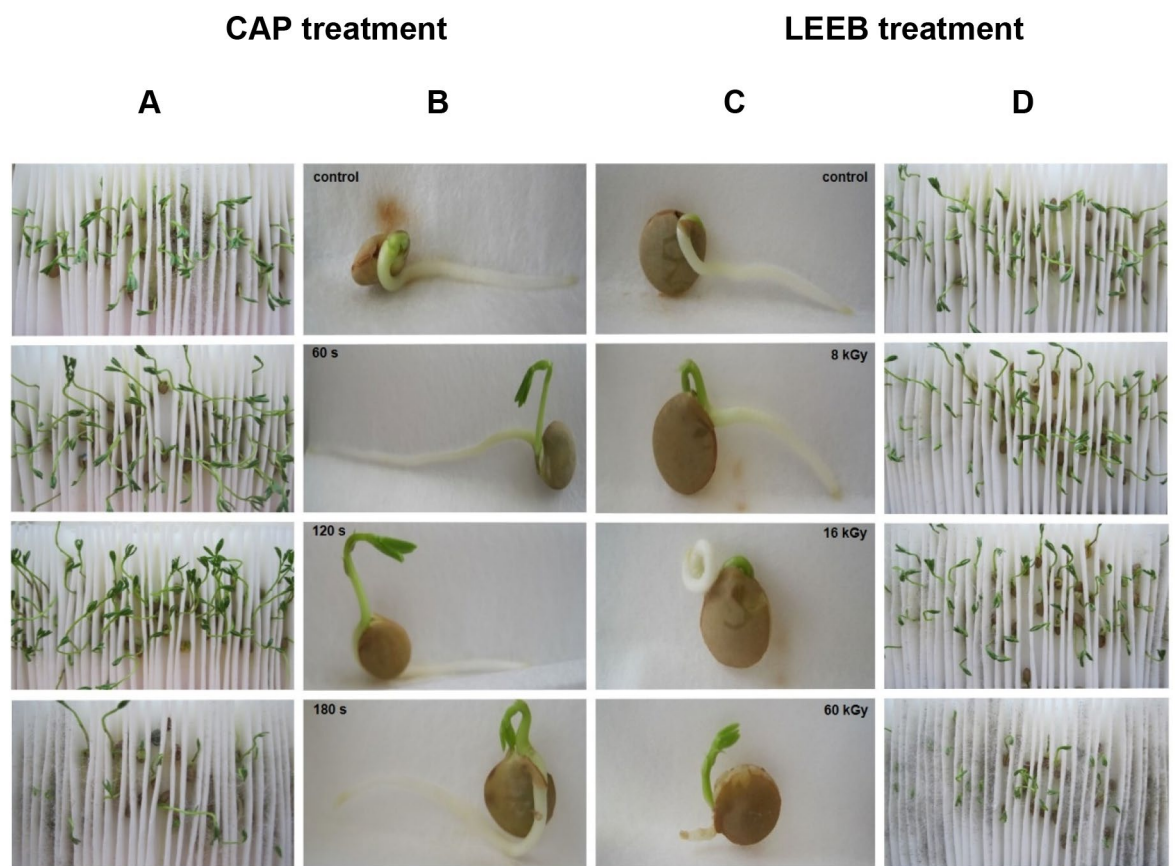 CAP treatment LEEB treatment
A B C D
control control
60 s 8 kGy
120 s 16 kGy
180 s 60 kGy